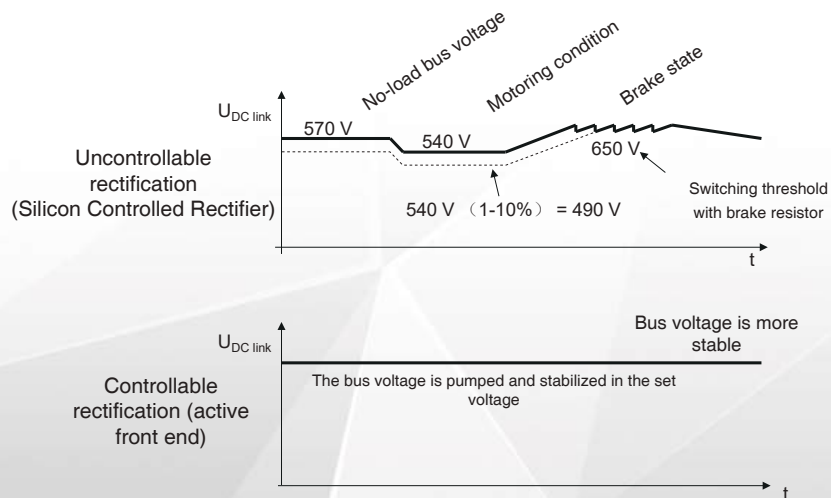 No-load bus voltage
Motoring condition
Brake state
U_DC link
570 V
540 V
650 V
Uncontrollable
rectification
(Silicon Controlled Rectifier)
540 V （1-10%） = 490 V
Switching threshold
with brake resistor
t
U_DC link
Bus voltage is more
stable
Controllable
rectification (active
front end)
The bus voltage is pumped and stabilized in the set
voltage
t